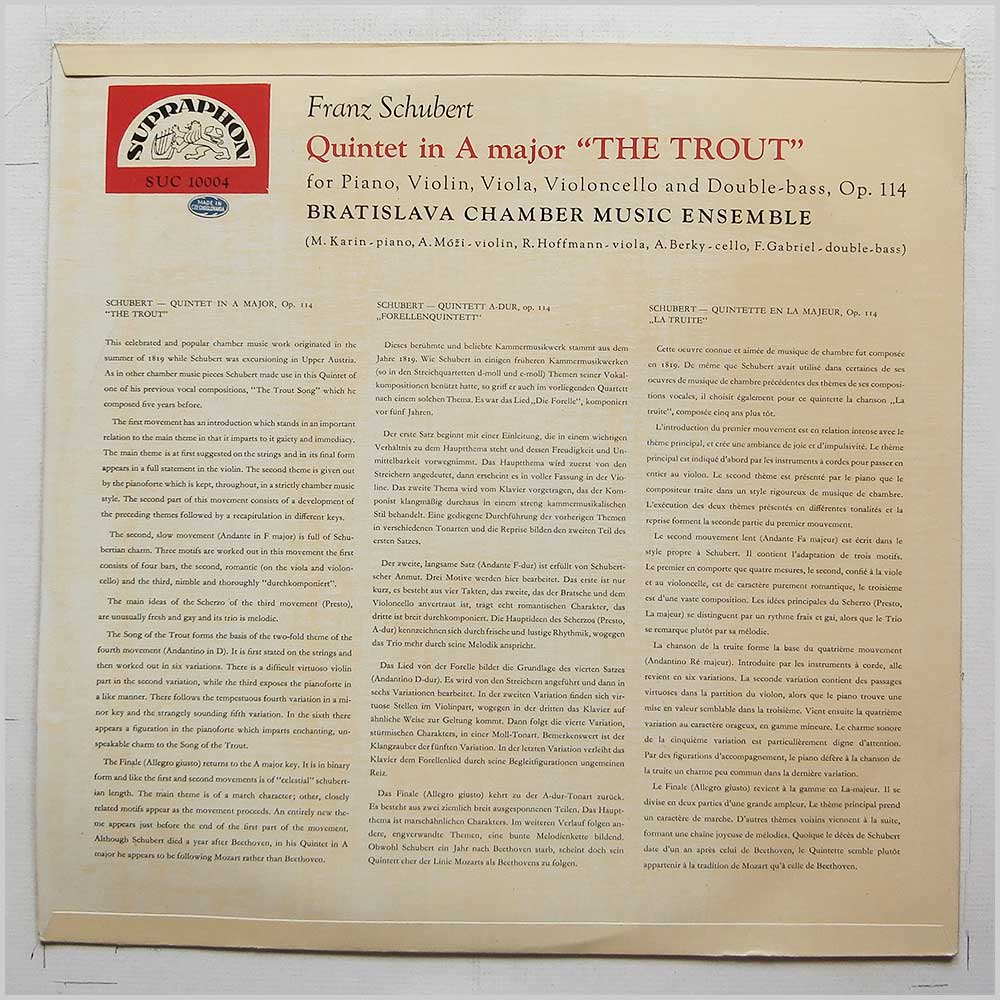 SUPRAPHON
SUC 10004
MADE IN
CZECHOSLOVAKIA
Franz Schubert
Quintet in A major “THE TROUT”
for Piano, Violin, Viola, Violoncello and Double-bass, Op. 114
BRATISLAVA CHAMBER MUSIC ENSEMBLE
(M. Karin - piano, A. Móži - violin, R. Hoffmann - viola, A. Berky - cello, F. Gabriel - double-bass)
SCHUBERT — QUINTET IN A MAJOR, Op. 114
“THE TROUT”
This celebrated and popular chamber music work originated in the
summer of 1819 while Schubert was excursioning in Upper Austria.
As in other chamber music pieces Schubert made use in this Quintet of
one of his previous vocal compositions, “The Trout Song” which he
composed five years before.
The first movement has an introduction which stands in an important
relation to the main theme in that it imparts to it gaiety and immediacy.
The main theme is at first suggested on the strings and in its final form
appears in a full statement in the violin. The second theme is given out
by the pianoforte which is kept, throughout, in a strictly chamber music
style. The second part of this movement consists of a development of
the preceding themes followed by a recapitulation in different keys.
The second, slow movement (Andante in F major) is full of Schu-
bertian charm. Three motifs are worked out in this movement the first
consists of four bars, the second, romantic (on the viola and violon-
cello) and the third, nimble and thoroughly “durchkomponiert”.
The main ideas of the Scherzo of the third movement (Presto),
are unusually fresh and gay and its trio is melodic.
The Song of the Trout forms the basis of the two-fold theme of the
fourth movement (Andantino in D). It is first stated on the strings and
then worked out in six variations. There is a difficult virtuoso violin
part in the second variation, while the third exposes the pianoforte in
a like manner. There follows the tempestuous fourth variation in a mi-
nor key and the strangely sounding fifth variation. In the sixth there
appears a figuration in the pianoforte which imparts enchanting, un-
speakable charm to the Song of the Trout.
The Finale (Allegro giusto) returns to the A major key. It is in binary
form and like the first and second movements is of “celestial” schubert-
ian length. The main theme is of a march character; other, closely
related motifs appear as the movement proceeds. An entirely new the-
me appears just before the end of the first part of the movement.
Although Schubert died a year after Beethoven, in his Quintet in A
major he appears to be following Mozart rather than Beethoven.
SCHUBERT — QUINTETT A-DUR, op. 114
„FORELLENQUINTETT“
Dieses berühmte und beliebte Kammermusikwerk stammt aus dem
Jahre 1819. Wie Schubert in einigen früheren Kammermusikwerken
(so in den Streichquartetten d-moll und e-moll) Themen seiner Vokal-
kompositionen benützt hatte, so griff er auch im vorliegenden Quartett
nach einem solchen Thema. Es war das Lied „Die Forelle“, komponiert
vor fünf Jahren.
Der erste Satz beginnt mit einer Einleitung, die in einem wichtigen
Verhältnis zu dem Hauptthema steht und dessen Freudigkeit und Un-
mittelbarkeit vorwegnimmt. Das Hauptthema wird zuerst von den
Streichern angedeutet, dann erscheint es in voller Fassung in der Vio-
line. Das zweite Thema wird vom Klavier vorgetragen, das der Kom-
ponist klangmäßig durchaus in einem streng kammermusikalischen
Stil behandelt. Eine gediegene Durchführung der vorherigen Themen
in verschiedenen Tonarten und die Reprise bilden den zweiten Teil des
ersten Satzes.
Der zweite, langsame Satz (Andante F-dur) ist erfüllt von Schubert-
scher Anmut. Drei Motive werden hier bearbeitet. Das erste ist nur
kurz, es besteht aus vier Takten, das zweite, das der Bratsche und dem
Violoncello anvertraut ist, trägt echt romantischen Charakter, das
dritte ist breit durchkomponiert. Die Hauptideen des Scherzos (Presto,
A-dur) kennzeichnen sich durch frische und lustige Rhythmik, wogegen
das Trio mehr durch seine Melodik anspricht.
Das Lied von der Forelle bildet die Grundlage des vierten Satzes
(Andantino D-dur). Es wird von den Streichern angeführt und dann in
sechs Variationen bearbeitet. In der zweiten Variation finden sich vir-
tuose Stellen im Violinpart, wogegen in der dritten das Klavier auf
ähnliche Weise zur Geltung kommt. Dann folgt die vierte Variation,
stürmischen Charakters, in einer Moll-Tonart. Bemerkenswert ist der
Klangzauber der fünften Variation. In der letzten Variation verleiht das
Klavier dem Forellenlied durch seine Begleitfigurationen ungemeinen
Reiz.
Das Finale (Allegro giusto) kehrt zu der A-dur-Tonart zurück.
Es besteht aus zwei ziemlich breit ausgesponnenen Teilen. Das Haupt-
thema ist marschähnlichen Charakters. Im weiteren Verlauf folgen an-
dere, engverwandte Themen, eine bunte Melodienkette bildend.
Obwohl Schubert ein Jahr nach Beethoven starb, scheint doch sein
Quintett eher der Linie Mozarts als Beethovens zu folgen.
SCHUBERT — QUINTETTE EN LA MAJEUR, Op. 114
„LA TRUITE“
Cette oeuvre connue et aimée de musique de chambre fut composée
en 1819. De même que Schubert avait utilisé dans certaines de ses
oeuvres de musique de chambre précédentes des thèmes de ses composi-
tions vocales, il choisit également pour ce quintette la chanson „La
truite“, composée cinq ans plus tôt.
L'introduction du premier mouvement est en relation intense avec le
thème principal, et crée une ambiance de joie et d'impulsivité. Le thème
principal est indiqué d'abord par les instruments à cordes pour passer en
entier au violon. Le second thème est présenté par le piano que le
compositeur traite dans un style rigoureux de musique de chambre.
L'exécution des deux thèmes présentés en différentes tonalités et la
reprise forment la seconde partie du premier mouvement.
Le second mouvement lent (Andante Fa majeur) est écrit dans le
style propre à Schubert. Il contient l'adaptation de trois motifs.
Le premier en comporte que quatre mesures, le second, confié à la viole
et au violoncelle, est de caractère purement romantique, le troisième
est d'une vaste composition. Les idées principales du Scherzo (Presto,
La majeur) se distinguent par un rythme frais et gai, alors que le Trio
se remarque plutôt par sa mélodie.
La chanson de la truite forme la base du quatrième mouvement
(Andantino Ré majeur). Introduite par les instruments à corde, elle
revient en six variations. La seconde variation contient des passages
virtuoses dans la partition du violon, alors que le piano trouve une
mise en valeur semblable dans la troisième. Vient ensuite la quatrième
variation au caractère orageux, en gamme mineure. Le charme sonore
de la cinquième variation est particulièrement digne d'attention.
Par des figurations d'accompagnement, le piano défère à la chanson de
la truite un charme peu commun dans la dernière variation.
Le Finale (Allegro giusto) revient à la gamme en La-majeur. Il se
divise en deux parties d'une grande ampleur. Le thème principal prend
un caractère de marche. D'autres thèmes voisins viennent à la suite,
formant une chaîne joyeuse de mélodies. Quoique le décès de Schubert
date d'un an après celui de Beethoven, le Quintette semble plutôt
appartenir à la tradition de Mozart qu'à celle de Beethoven.